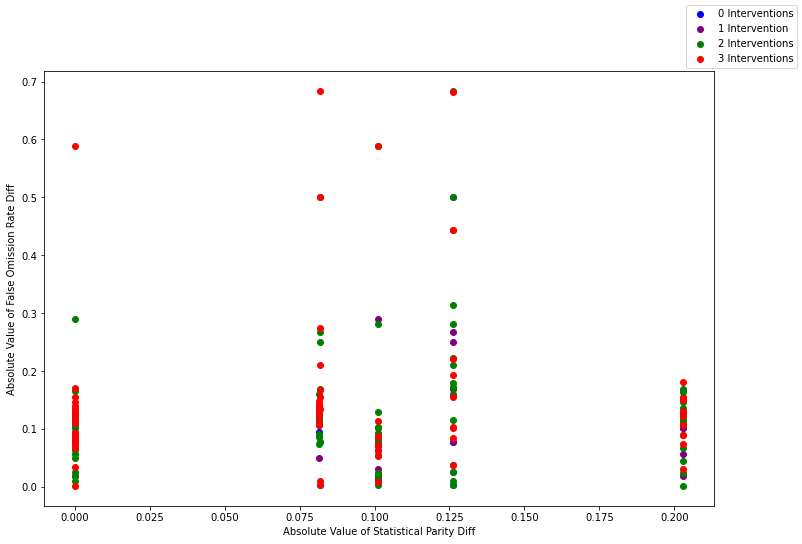 0 Interventions
1 Intervention
2 Interventions
3 Interventions
0.7
0.6
0.5
0.4
0.3
0.2
0.1
0.0
Absolute Value of False Omission Rate Diff
0.000 0.025 0.050 0.075 0.100 0.125 0.150 0.175 0.200
Absolute Value of Statistical Parity Diff